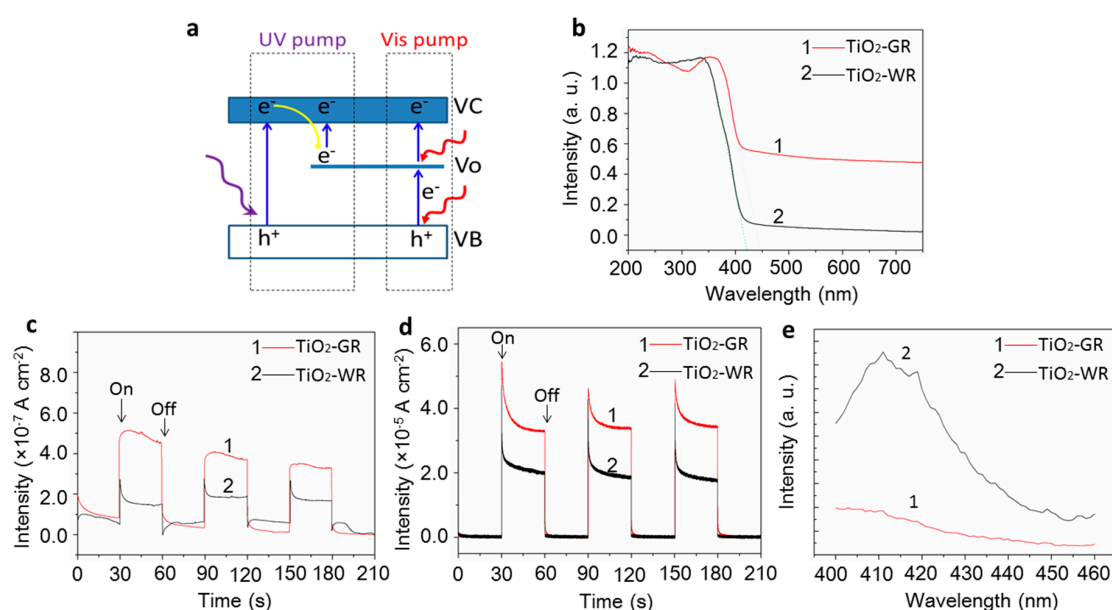 a
UV pump
Vis pump
e-
e-
e-
VC
e-
Vo
e-
h+
h+
VB
b
Intensity (a. u.)
1.2
1.0
0.8
0.6
0.4
0.2
0.0
1 TiO2-GR
2 TiO2-WR
1
2
200 300 400 500 600 700
Wavelength (nm)
c
Intensity (×10-7 A cm-2)
8.0
6.0
4.0
2.0
0.0
1 TiO2-GR
2 TiO2-WR
On
Off
1
2
0 30 60 90 120 150 180 210
Time (s)
d
Intensity (×10-5 A cm-2)
6.0
4.0
2.0
0.0
On
Off
1 TiO2-GR
2 TiO2-WR
1
2
0 30 60 90 120 150 180 210
Time (s)
e
Intensity (a. u.)
1 TiO2-GR
2 TiO2-WR
2
1
400 410 419 430 440 450 460
Wavelength (nm)